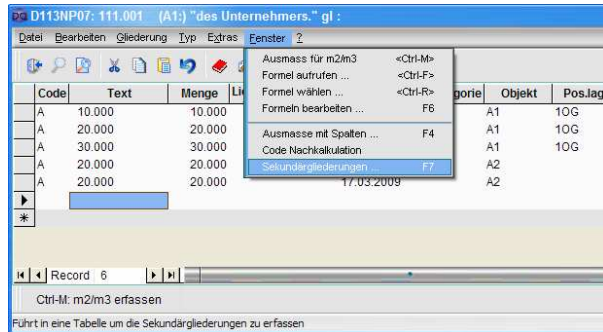 D113NP07: 111.001 (A1:) "des Unternehmers." gl :
Datei Bearbeiten Gliederung Typ Extras Fenster ?
Ausmass für m2/m3 <Ctrl-M>
Formel aufrufen ... <Ctrl-F>
Formel wählen ... <Ctrl-R>
Formeln bearbeiten ... F6
Ausmasse mit Spalten ... F4
Code Nachkalkulation
Sekundärgliederungen ... F7
Code Text Menge gorie Objekt Pos.lag
A 10.000 10.000 A1 1OG
A 20.000 20.000 A1 1OG
A 30.000 30.000 A1 1OG
A 20.000 20.000 A2
A 20.000 20.000 17.03.2009 A2
Record 6
Ctrl-M: m2/m3 erfassen
Führt in eine Tabelle um die Sekundärgliederungen zu erfassen